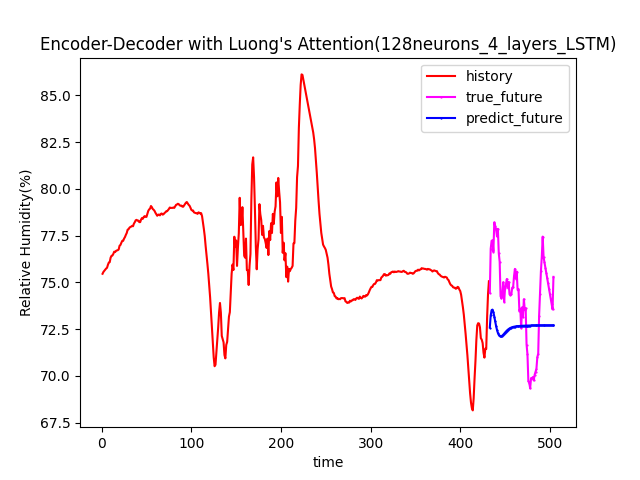 Encoder-Decoder with Luong's Attention(128neurons_4_layers_LSTM)
history
true_future
predict_future
Relative Humidity(%)
85.0
82.5
80.0
77.5
75.0
72.5
70.0
67.5
0 100 200 300 400 500
time